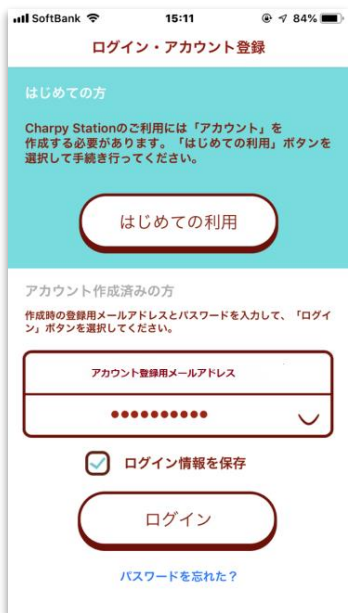 SoftBank 15:11 84%
ログイン・アカウント登録
はじめての方
Charpy Stationのご利用には「アカウント」を
作成する必要があります。「はじめての利用」ボタンを
選択して手続き行ってください。
はじめての利用
アカウント作成済みの方
作成時の登録用メールアドレスとパスワードを入力して、「ログイ
ン」ボタンを選択してください。
アカウント登録用メールアドレス
●●●●●●●●●●
ログイン情報を保存
ログイン
パスワードを忘れた？